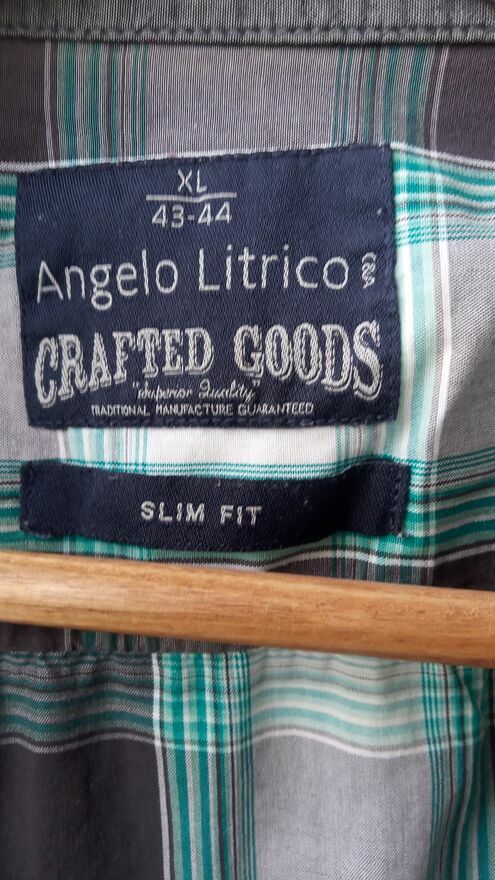 XL
43-44
Angelo Litrico
CRAFTED GOODS
"Superior Quality"
TRADITIONAL MANUFACTURE GUARANTEED
SLIM FIT